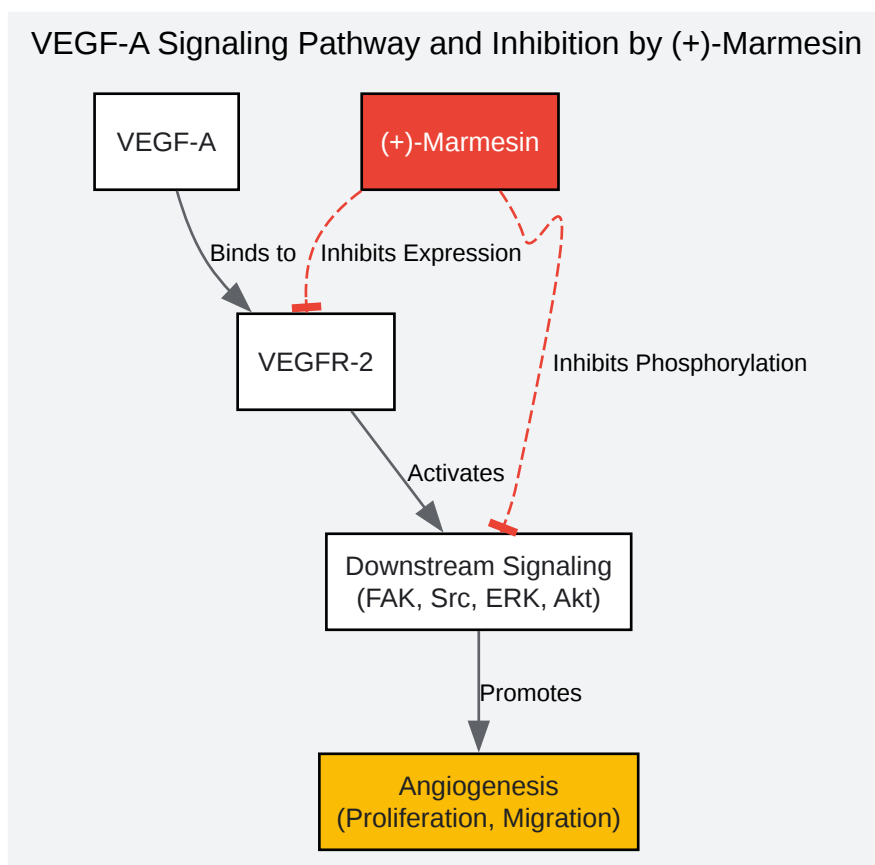 VEGF-A Signaling Pathway and Inhibition by (+)-Marmesin
VEGF-A
(+)-Marmesin
Binds to
Inhibits Expression
VEGFR-2
Inhibits Phosphorylation
Activates
Downstream Signaling
(FAK, Src, ERK, Akt)
Promotes
Angiogenesis
(Proliferation, Migration)